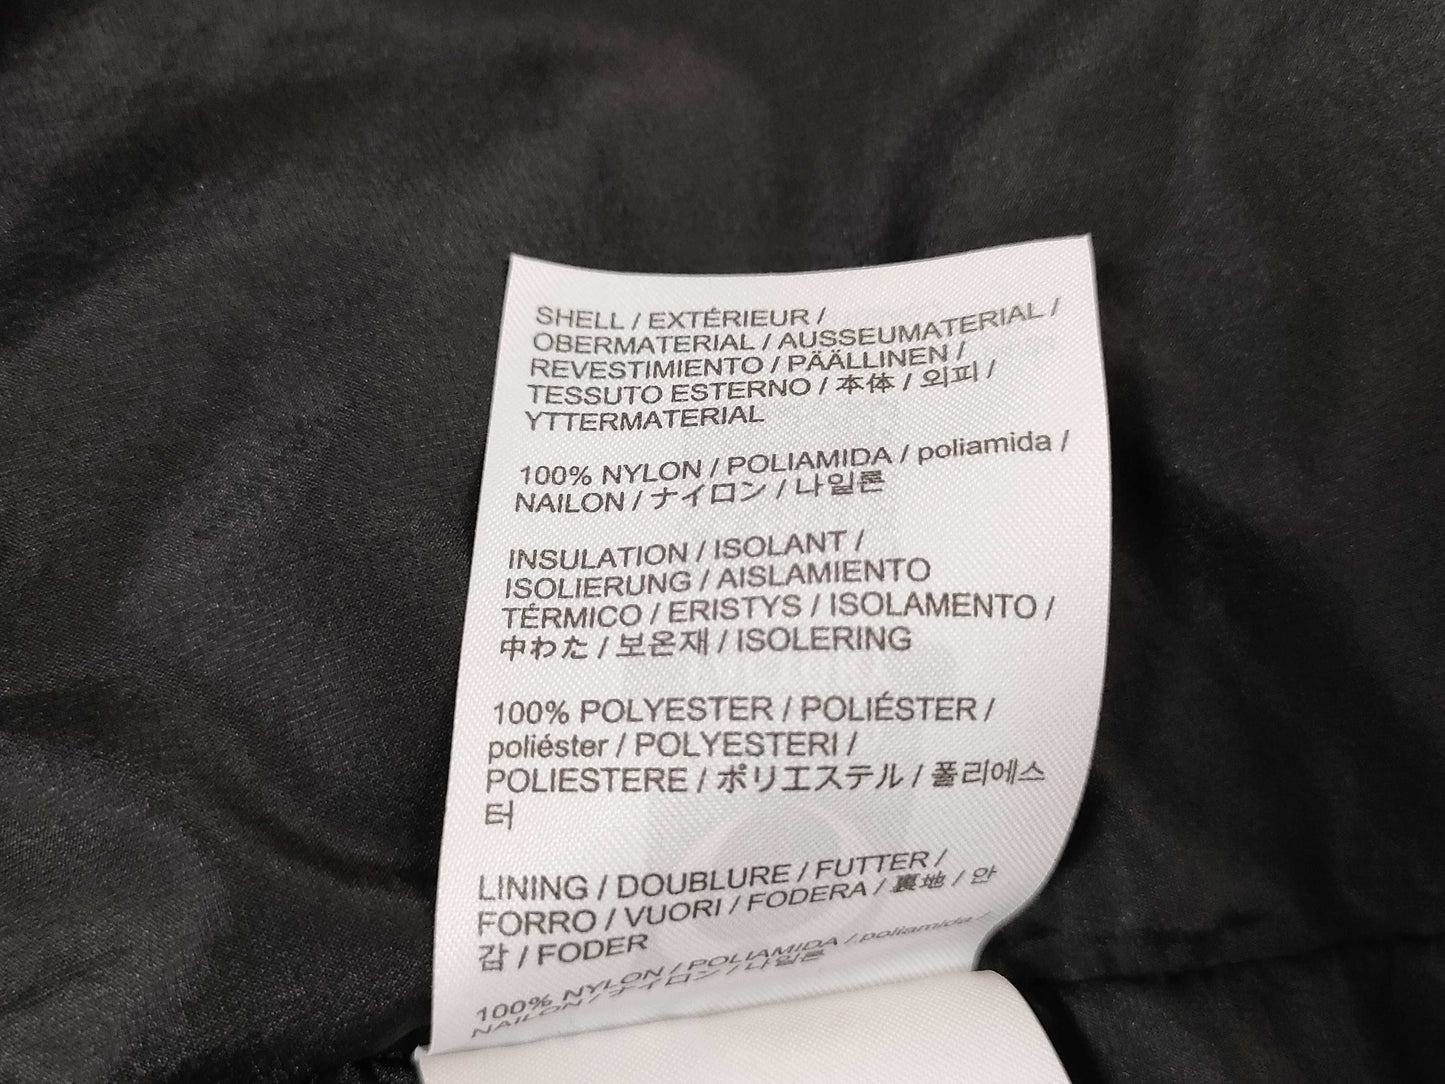 SHELL / EXTÉRIEUR /
OBERMATERIAL / AUSSEUMATERIAL /
REVESTIMIENTO / PÄÄLLINEN /
TESSUTO ESTERNO / 本体 / 외피 /
YTTERMATERIAL
100% NYLON / POLIAMIDA / poliamida /
NAILON / ナイロン / 나일론
INSULATION / ISOLANT /
ISOLIERUNG / AISLAMIENTO
TÉRMICO / ERISTYS / ISOLAMENTO /
中わた / 보온재 / ISOLERING
100% POLYESTER / POLIÉSTER /
poliéster / POLYESTERI /
POLIESTERE / ポリエステル / 폴리에스
터
LINING / DOUBLURE / FUTTER /
FORRO / VUORI / FODERA / 裏地 / 안
감 / FODER
100% NYLON / POLIAMIDA / poliamida /
NAILON / ナイロン / 나일론